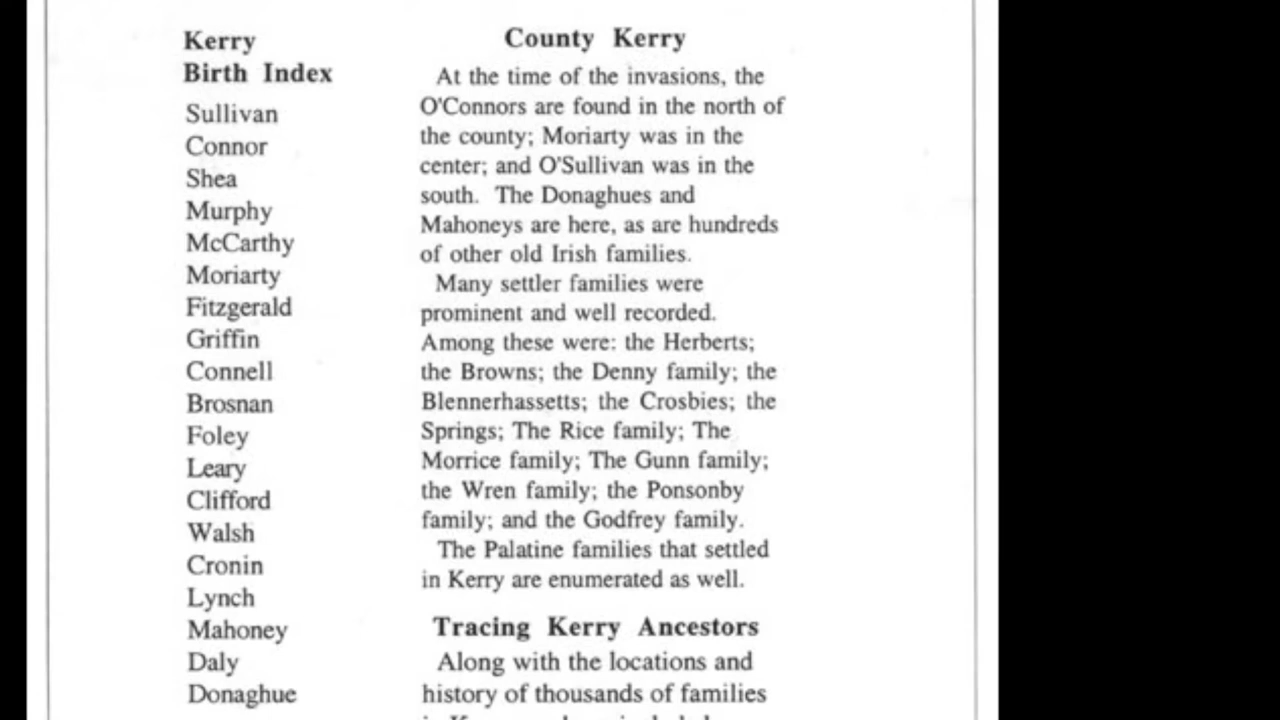 Kerry
Birth Index
Sullivan
Connor
Shea
Murphy
McCarthy
Moriarty
Fitzgerald
Griffin
Connell
Brosnan
Foley
Leary
Clifford
Walsh
Cronin
Lynch
Mahoney
Daly
Donaghue
County Kerry
At the time of the invasions, the
O'Connors are found in the north of
the county; Moriarty was in the
center; and O'Sullivan was in the
south. The Donaghues and
Mahoneys are here, as are hundreds
of other old Irish families.
Many settler families were
prominent and well recorded.
Among these were: the Herberts;
the Browns; the Denny family; the
Blennerhassetts; the Crosbies; the
Springs; The Rice family; The
Morrice family; The Gunn family;
the Wren family; the Ponsonby
family; and the Godfrey family.
The Palatine families that settled
in Kerry are enumerated as well.
Tracing Kerry Ancestors
Along with the locations and
history of thousands of families